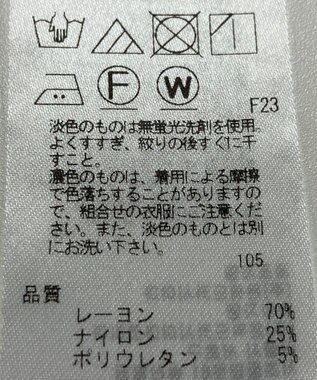 F
W
F23
淡色のものは無蛍光洗剤を使用。
よくすすぎ、絞りの後すぐに干
すこと。
濃色のものは、着用による摩擦
で色落ちすることがありますの
で、組合せの衣服にご注意くだ
さい。また、淡色のものとは別
にお洗い下さい。
105
品質
レーヨン 70%
ナイロン 25%
ポリウレタン 5%